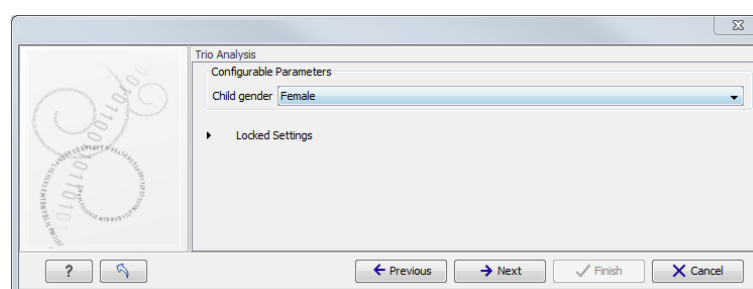 Trio Analysis
Configurable Parameters
Child gender Female
Locked Settings
? Previous Next Finish Cancel